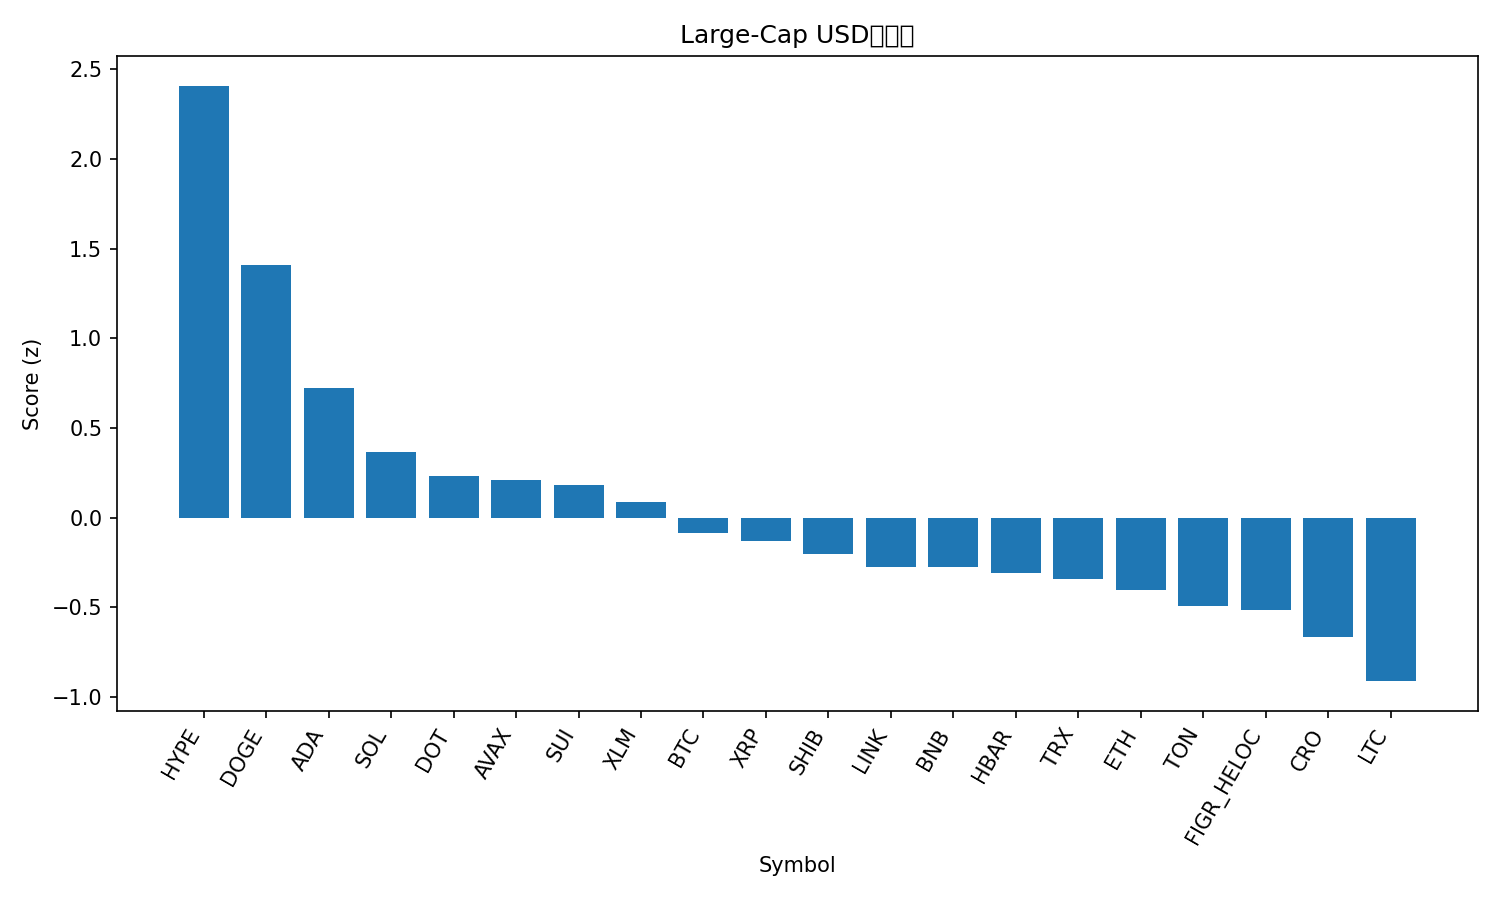 Large-Cap USD
2.5
2.0
1.5
1.0
0.5
0.0
−0.5
−1.0
Score (z)
HYPE
DOGE
ADA
SOL
DOT
AVAX
SUI
XLM
BTC
XRP
SHIB
LINK
BNB
HBAR
TRX
ETH
TON
FIGR_HELOC
CRO
LTC
Symbol